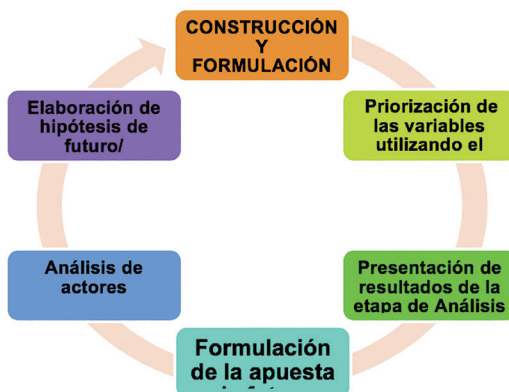 CONSTRUCCIÓN
Y
FORMULACIÓN
Priorización de
las variables
utilizando el
Presentación de
resultados de la
etapa de Análisis
Formulación
de la apuesta
Análisis de
actores
Elaboración de
hipótesis de
futuro/